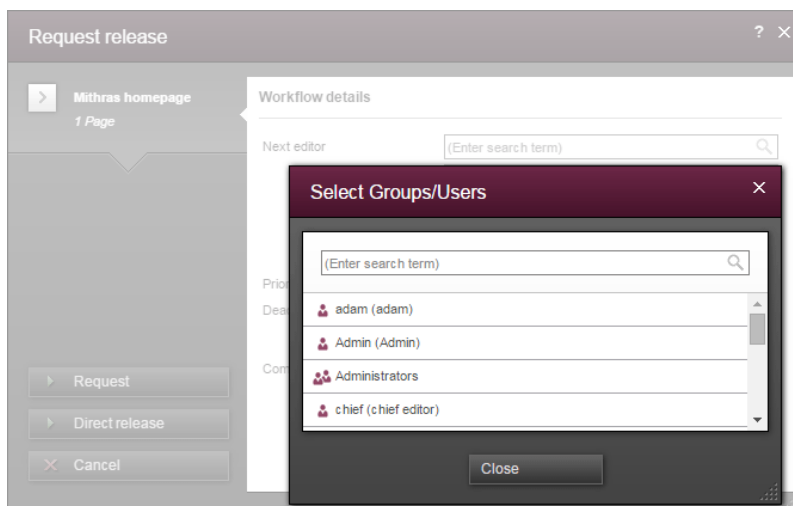 Request release
?
Mithras homepage
1 Page
Workflow details
Next editor
(Enter search term)
Select Groups/Users
(Enter search term)
adam (adam)
Admin (Admin)
Administrators
chief (chief editor)
Close
Request
Direct release
Cancel